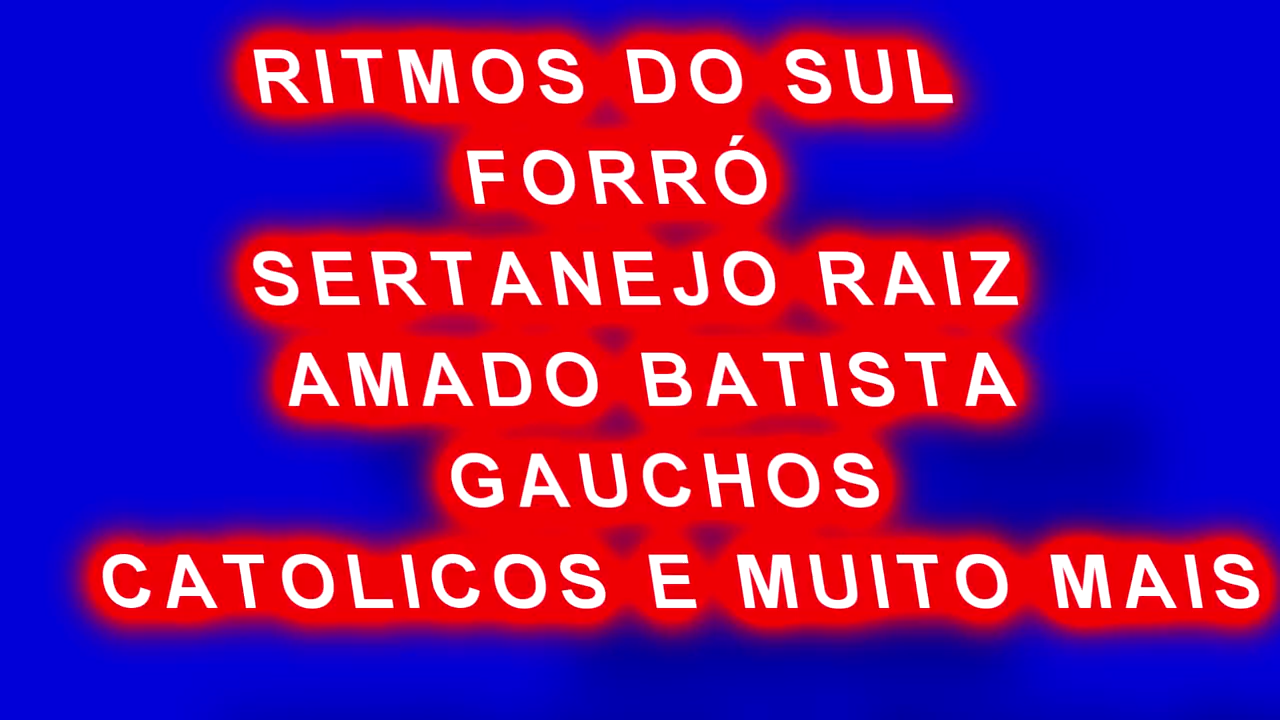 RITMOS DO SUL
FORRÓ
SERTANEJO RAIZ
AMADO BATISTA
GAUCHOS
CATOLICOS E MUITO MAIS